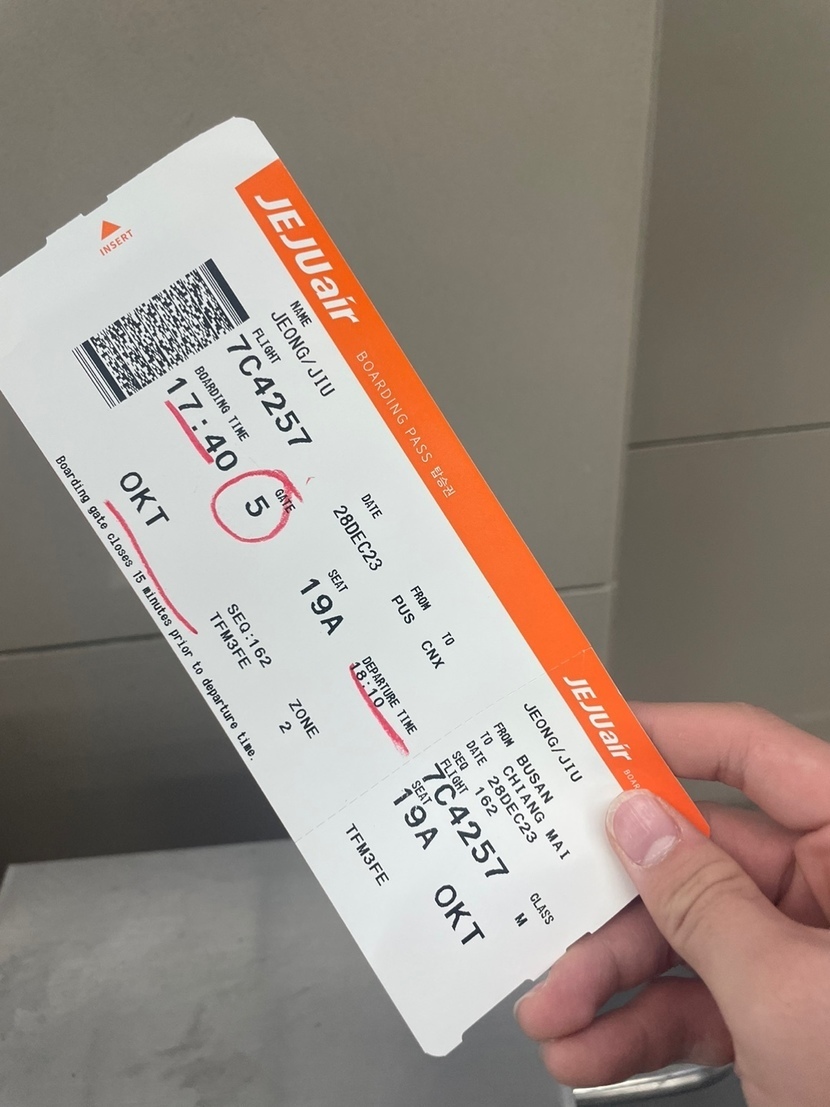 INSERT
JEJUair BOARDING PASS 탑승권
NAME
JEONG/JIU
FLIGHT
7C4257
DATE
28DEC23
FROM TO
PUS CNX
BOARDING TIME
17:40
GATE
5
SEAT
19A
DEPARTURE TIME
18:10
OKT
SEQ:162
TFM3FE
ZONE
2
Boarding gate closes 15 minutes prior to departure time.
JEJUair
JEONG/JIU
FROM BUSAN
TO CHIANG MAI
DATE 28DEC23
SEQ 162
FLIGHT
7C4257
SEAT
19A
CLASS
M
OKT
TFM3FE